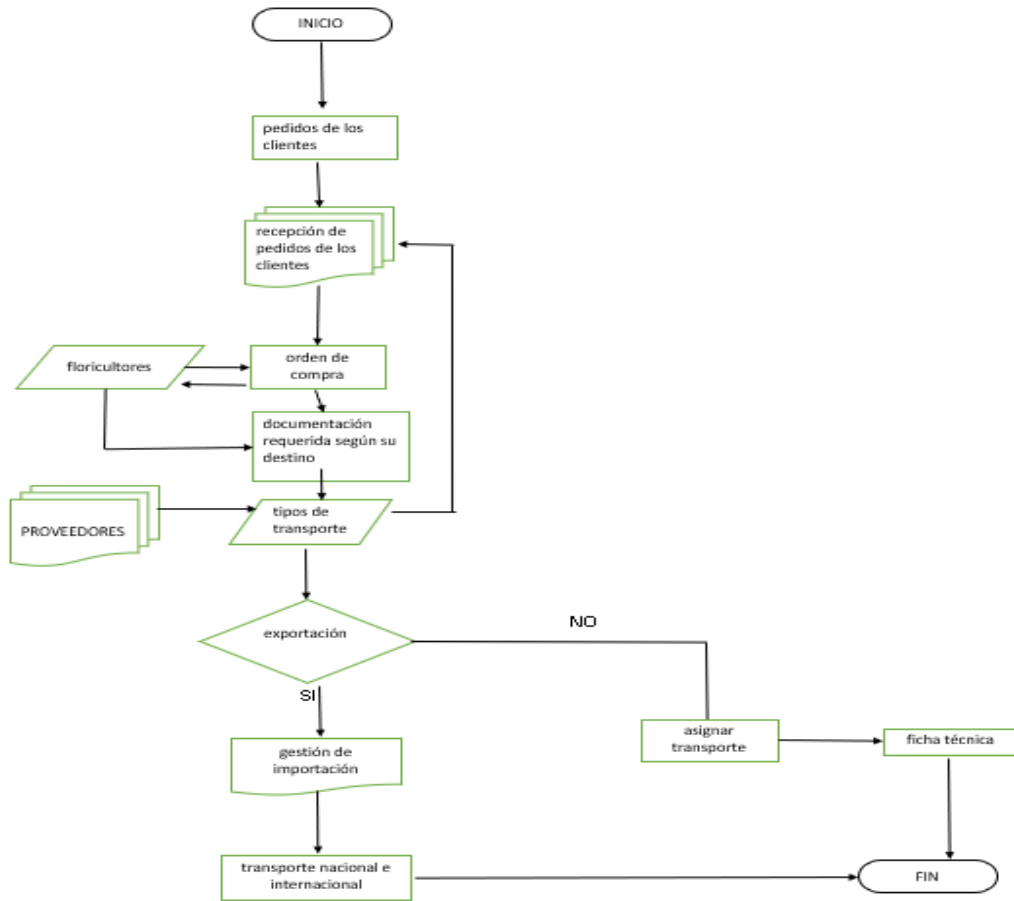 INICIO
pedidos de los
clientes
recepción de
pedidos de los
clientes
floricultores
orden de
compra
documentación
requerida según su
destino
PROVEEDORES
tipos de
transporte
exportación
NO
SI
asignar
transporte
ficha técnica
gestión de
importación
transporte nacional e
internacional
FIN